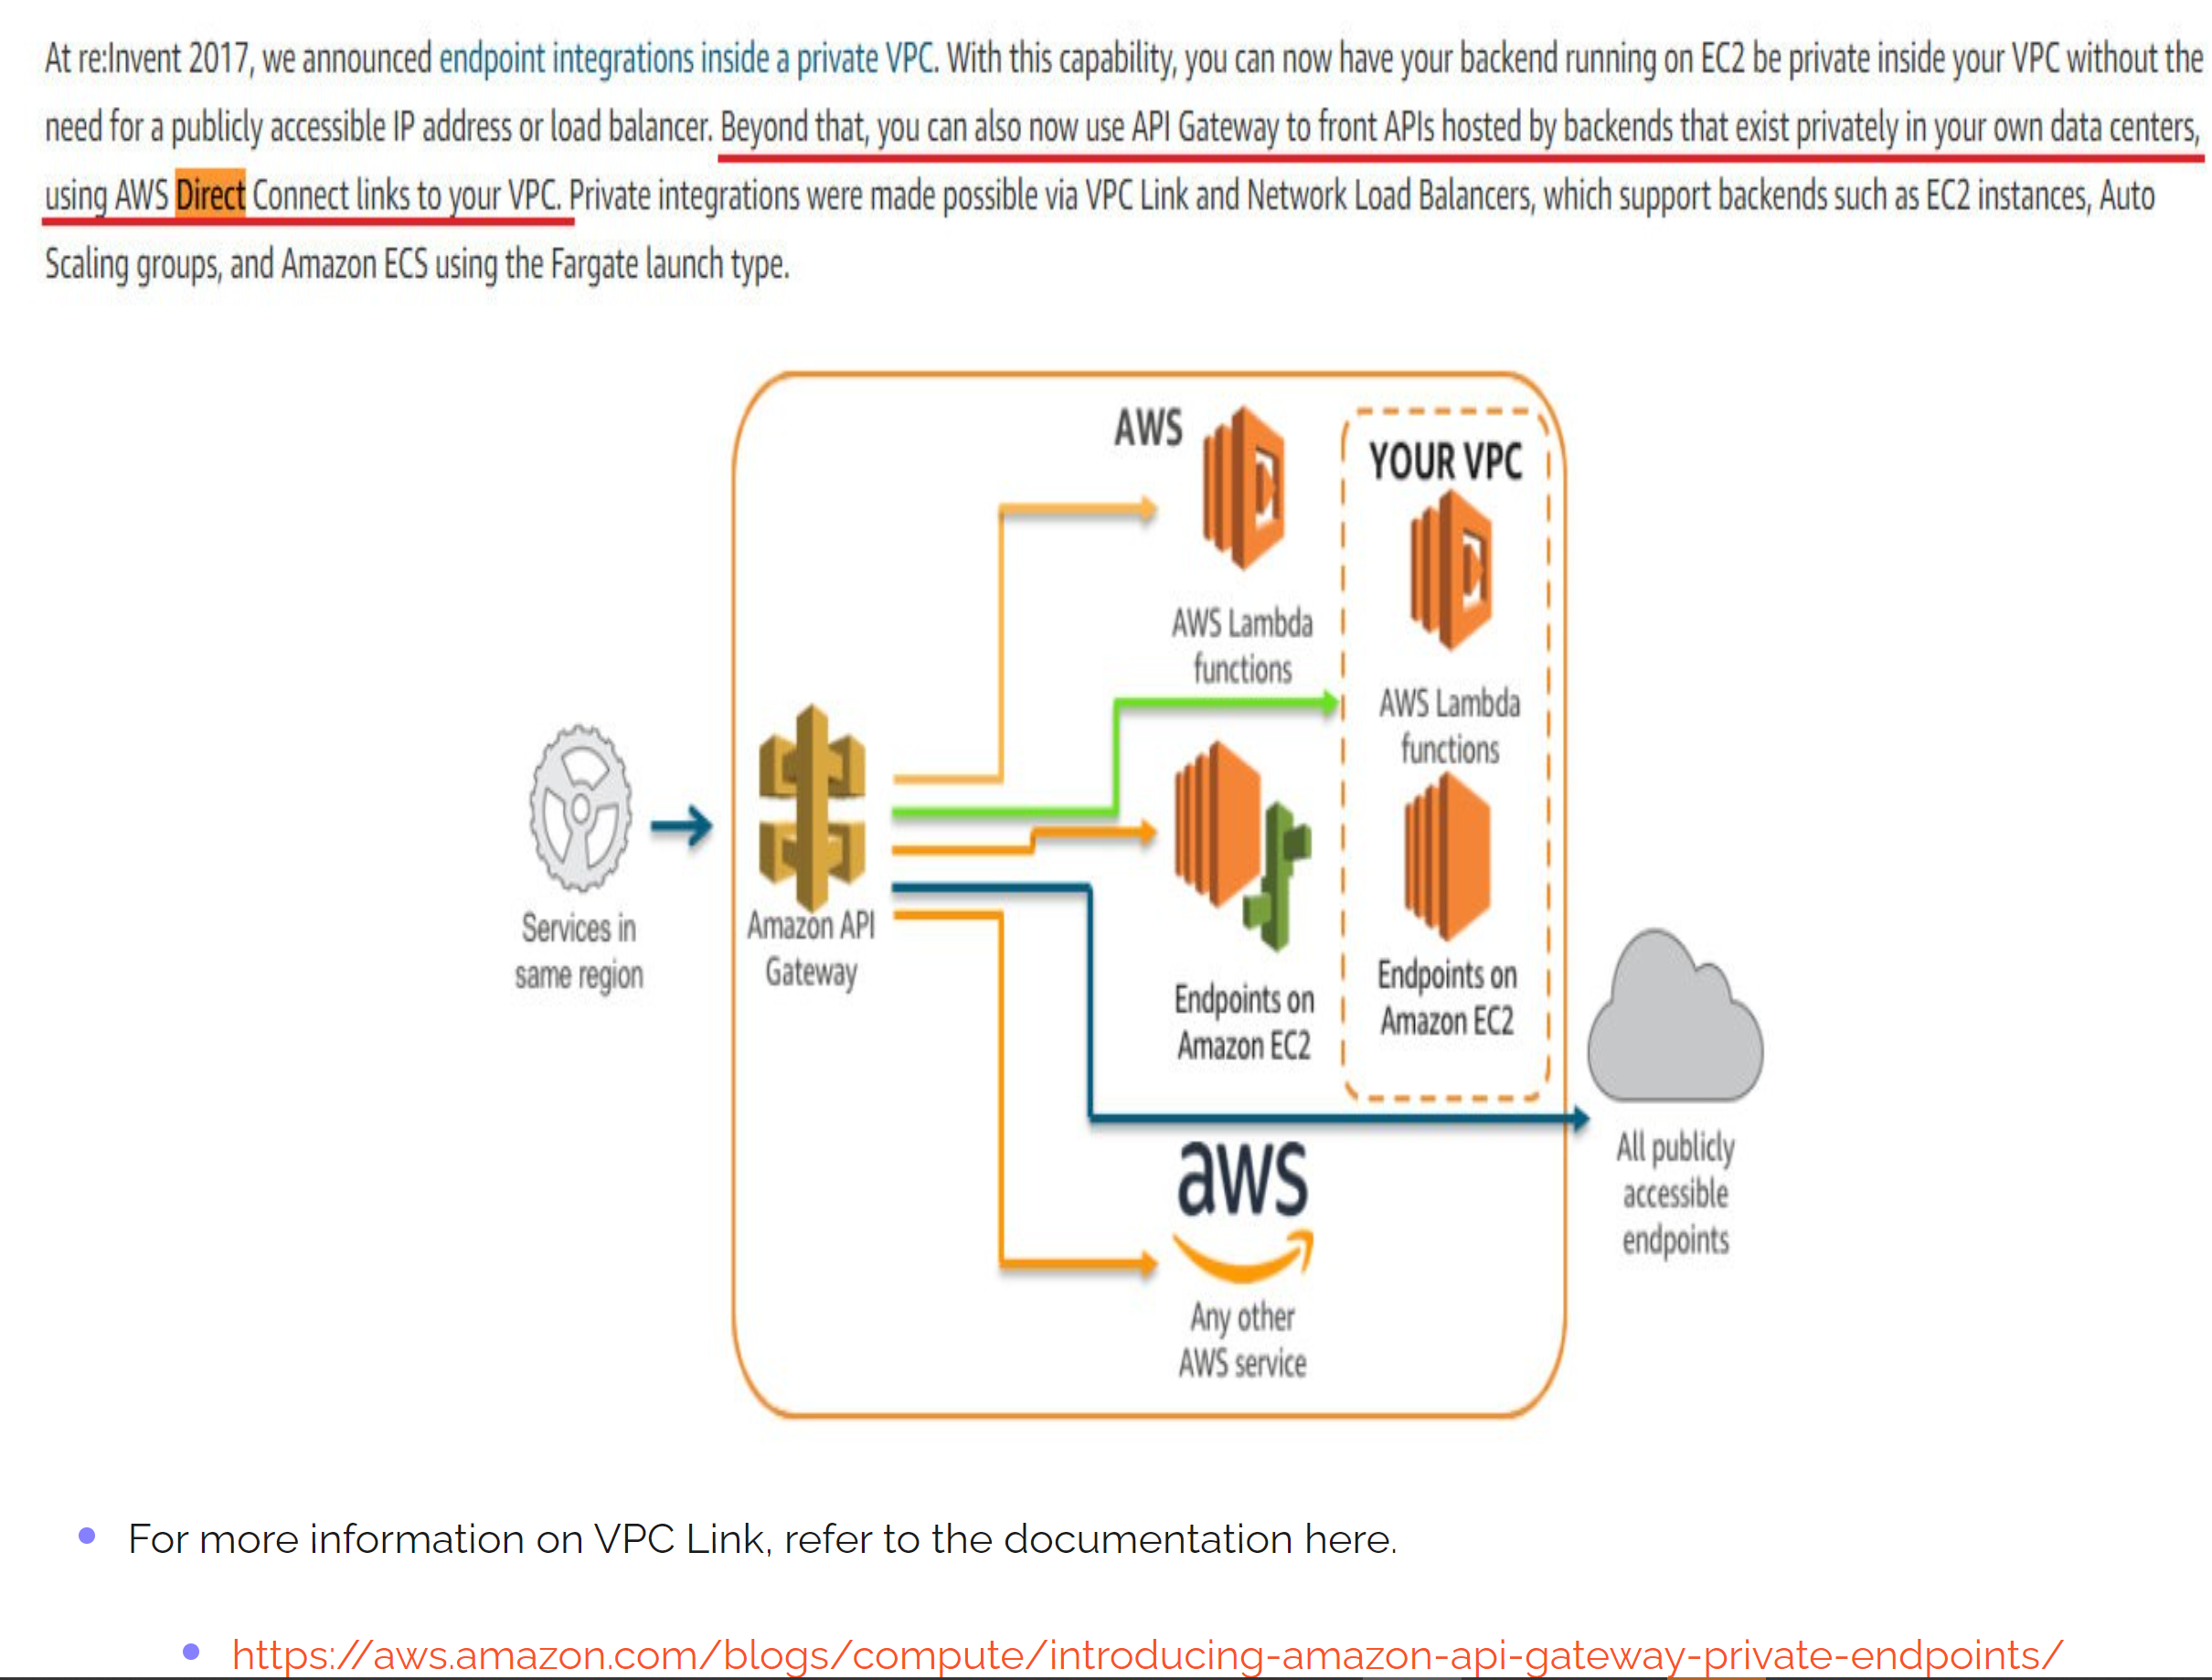 At re:Invent 2017, we announced endpoint integrations inside a private VPC. With this capability, you can now have your backend running on EC2 be private inside your VPC without the
need for a publicly accessible IP address or load balancer. Beyond that, you can also now use API Gateway to front APIs hosted by backends that exist privately in your own data centers,
using AWS Direct Connect links to your VPC. Private integrations were made possible via VPC Link and Network Load Balancers, which support backends such as EC2 instances, Auto
Scaling groups, and Amazon ECS using the Fargate launch type.
AWS
YOUR VPC
AWS Lambda
functions
AWS Lambda
functions
Services in
same region
Amazon API
Gateway
Endpoints on
Amazon EC2
Endpoints on
Amazon EC2
All publicly
accessible
endpoints
aws
Any other
AWS service
For more information on VPC Link, refer to the documentation here.
https://aws.amazon.com/blogs/compute/introducing-amazon-api-gateway-private-endpoints/